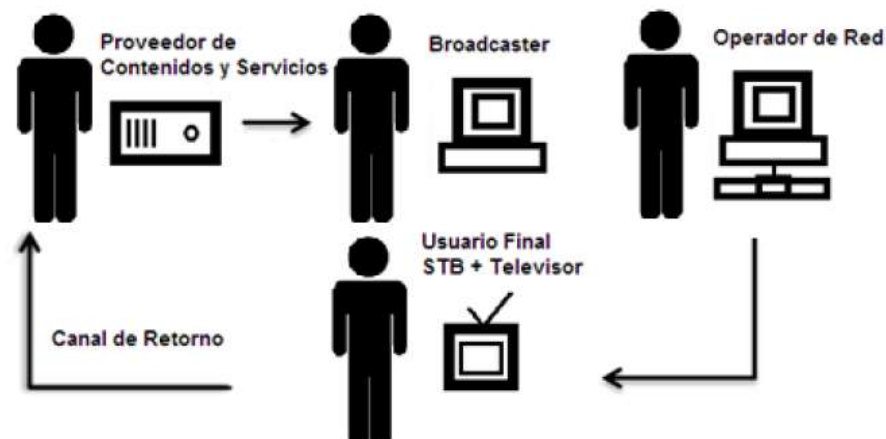 Proveedor de
Contenidos y Servicios
Broadcaster
Operador de Red
Usuario Final
STB + Televisor
Canal de Retorno